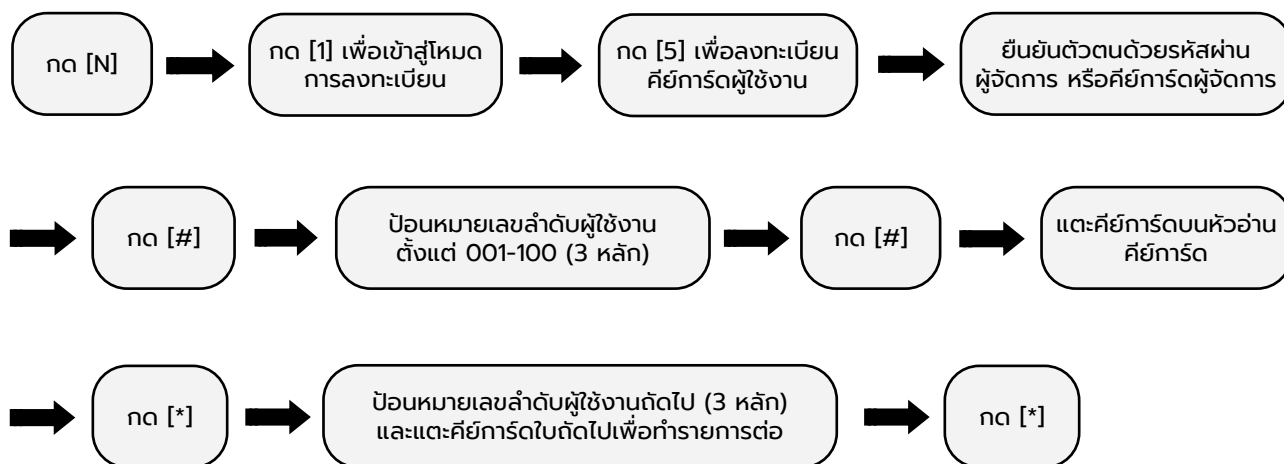 กด [N]
กด [1] เพื่อเข้าสู่โหมด
การลงทะเบียน
กด [5] เพื่อลงทะเบียน
คีย์การ์ดผู้ใช้งาน
ยืนยันตัวตนด้วยรหัสผ่าน
ผู้จัดการ หรือคีย์การ์ดผู้จัดการ
กด [#]
ป้อนหมายเลขลำดับผู้ใช้งาน
ตั้งแต่ 001-100 (3 หลัก)
กด [#]
แตะคีย์การ์ดบนหัวอ่าน
คีย์การ์ด
กด [*]
ป้อนหมายเลขลำดับผู้ใช้งานถัดไป (3 หลัก)
และแตะคีย์การ์ดใบถัดไปเพื่อทำรายการต่อ
กด [*]